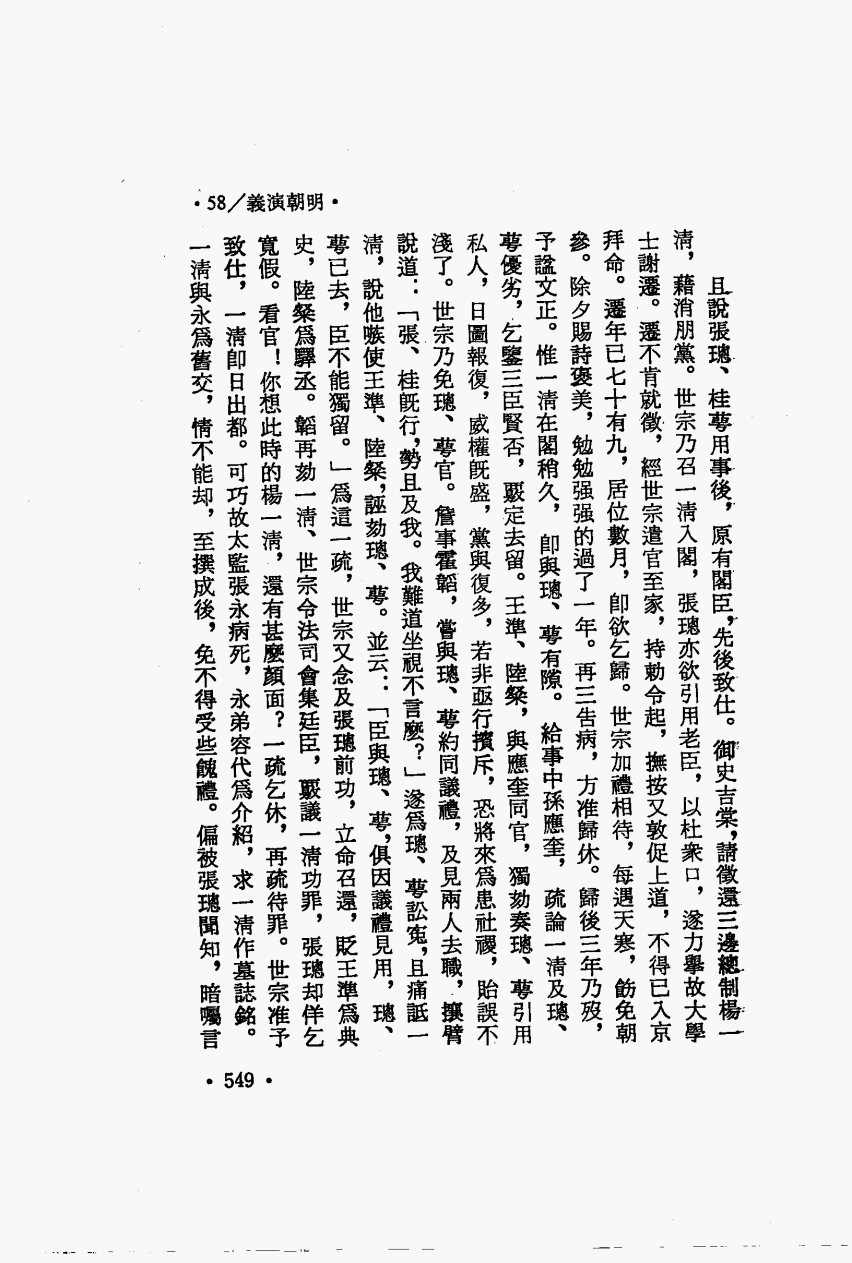 •58／義演朝明•
且說張璁、桂萼用事後，原有閣臣，先後致仕。御史吉棠，請徵還三邊總制楊一
清，藉消朋黨。世宗乃召一清入閣，張璁亦欲引用老臣，以杜衆口，遂力擧故大學
士謝遷。遷不肯就徵，經世宗遣官至家，持勅令起，撫按又敦促上道，不得已入京
拜命。遷年已七十有九，居位數月，卽欲乞歸。世宗加禮相待，每遇天寒，飭免朝
參。除夕賜詩褒美，勉勉强强的過了一年。再三告病，方准歸休。歸後三年乃歿，
予諡文正。惟一清在閣稍久，卽與璁、萼有隙。給事中孫應奎，疏論一清及璁、
萼優劣，乞鑒三臣賢否，覈定去留。王準、陸粲，與應奎同官，獨劾奏璁、萼引用
私人，日圖報復，威權旣盛，黨與復多，若非亟行擯斥，恐將來爲患社稷，貽誤不
淺了。世宗乃免璁、萼官。詹事霍韜，嘗與璁、萼約同議禮，及見兩人去職，攘臂
說道：「張、桂旣行，勢且及我。我難道坐視不言麼？」遂爲璁、萼訟寃，且痛詆一
清，說他嗾使王準、陸粲，誣劾璁、萼。並云：「臣與璁、萼，俱因議禮見用，璁、
萼已去，臣不能獨留。」爲這一疏，世宗又念及張璁前功，立命召還，貶王準爲典
史，陸粲爲驛丞。韜再劾一清、世宗令法司會集廷臣，覈議一清功罪，張璁却佯乞
寬假。看官！你想此時的楊一清，還有甚麼顏面？一疏乞休，再疏待罪。世宗准予
致仕，一清卽日出都。可巧故太監張永病死，永弟容代爲介紹，求一清作墓誌銘。
一清與永爲舊交，情不能却，至撰成後，免不得受些餽禮。偏被張璁聞知，暗囑言
•549•